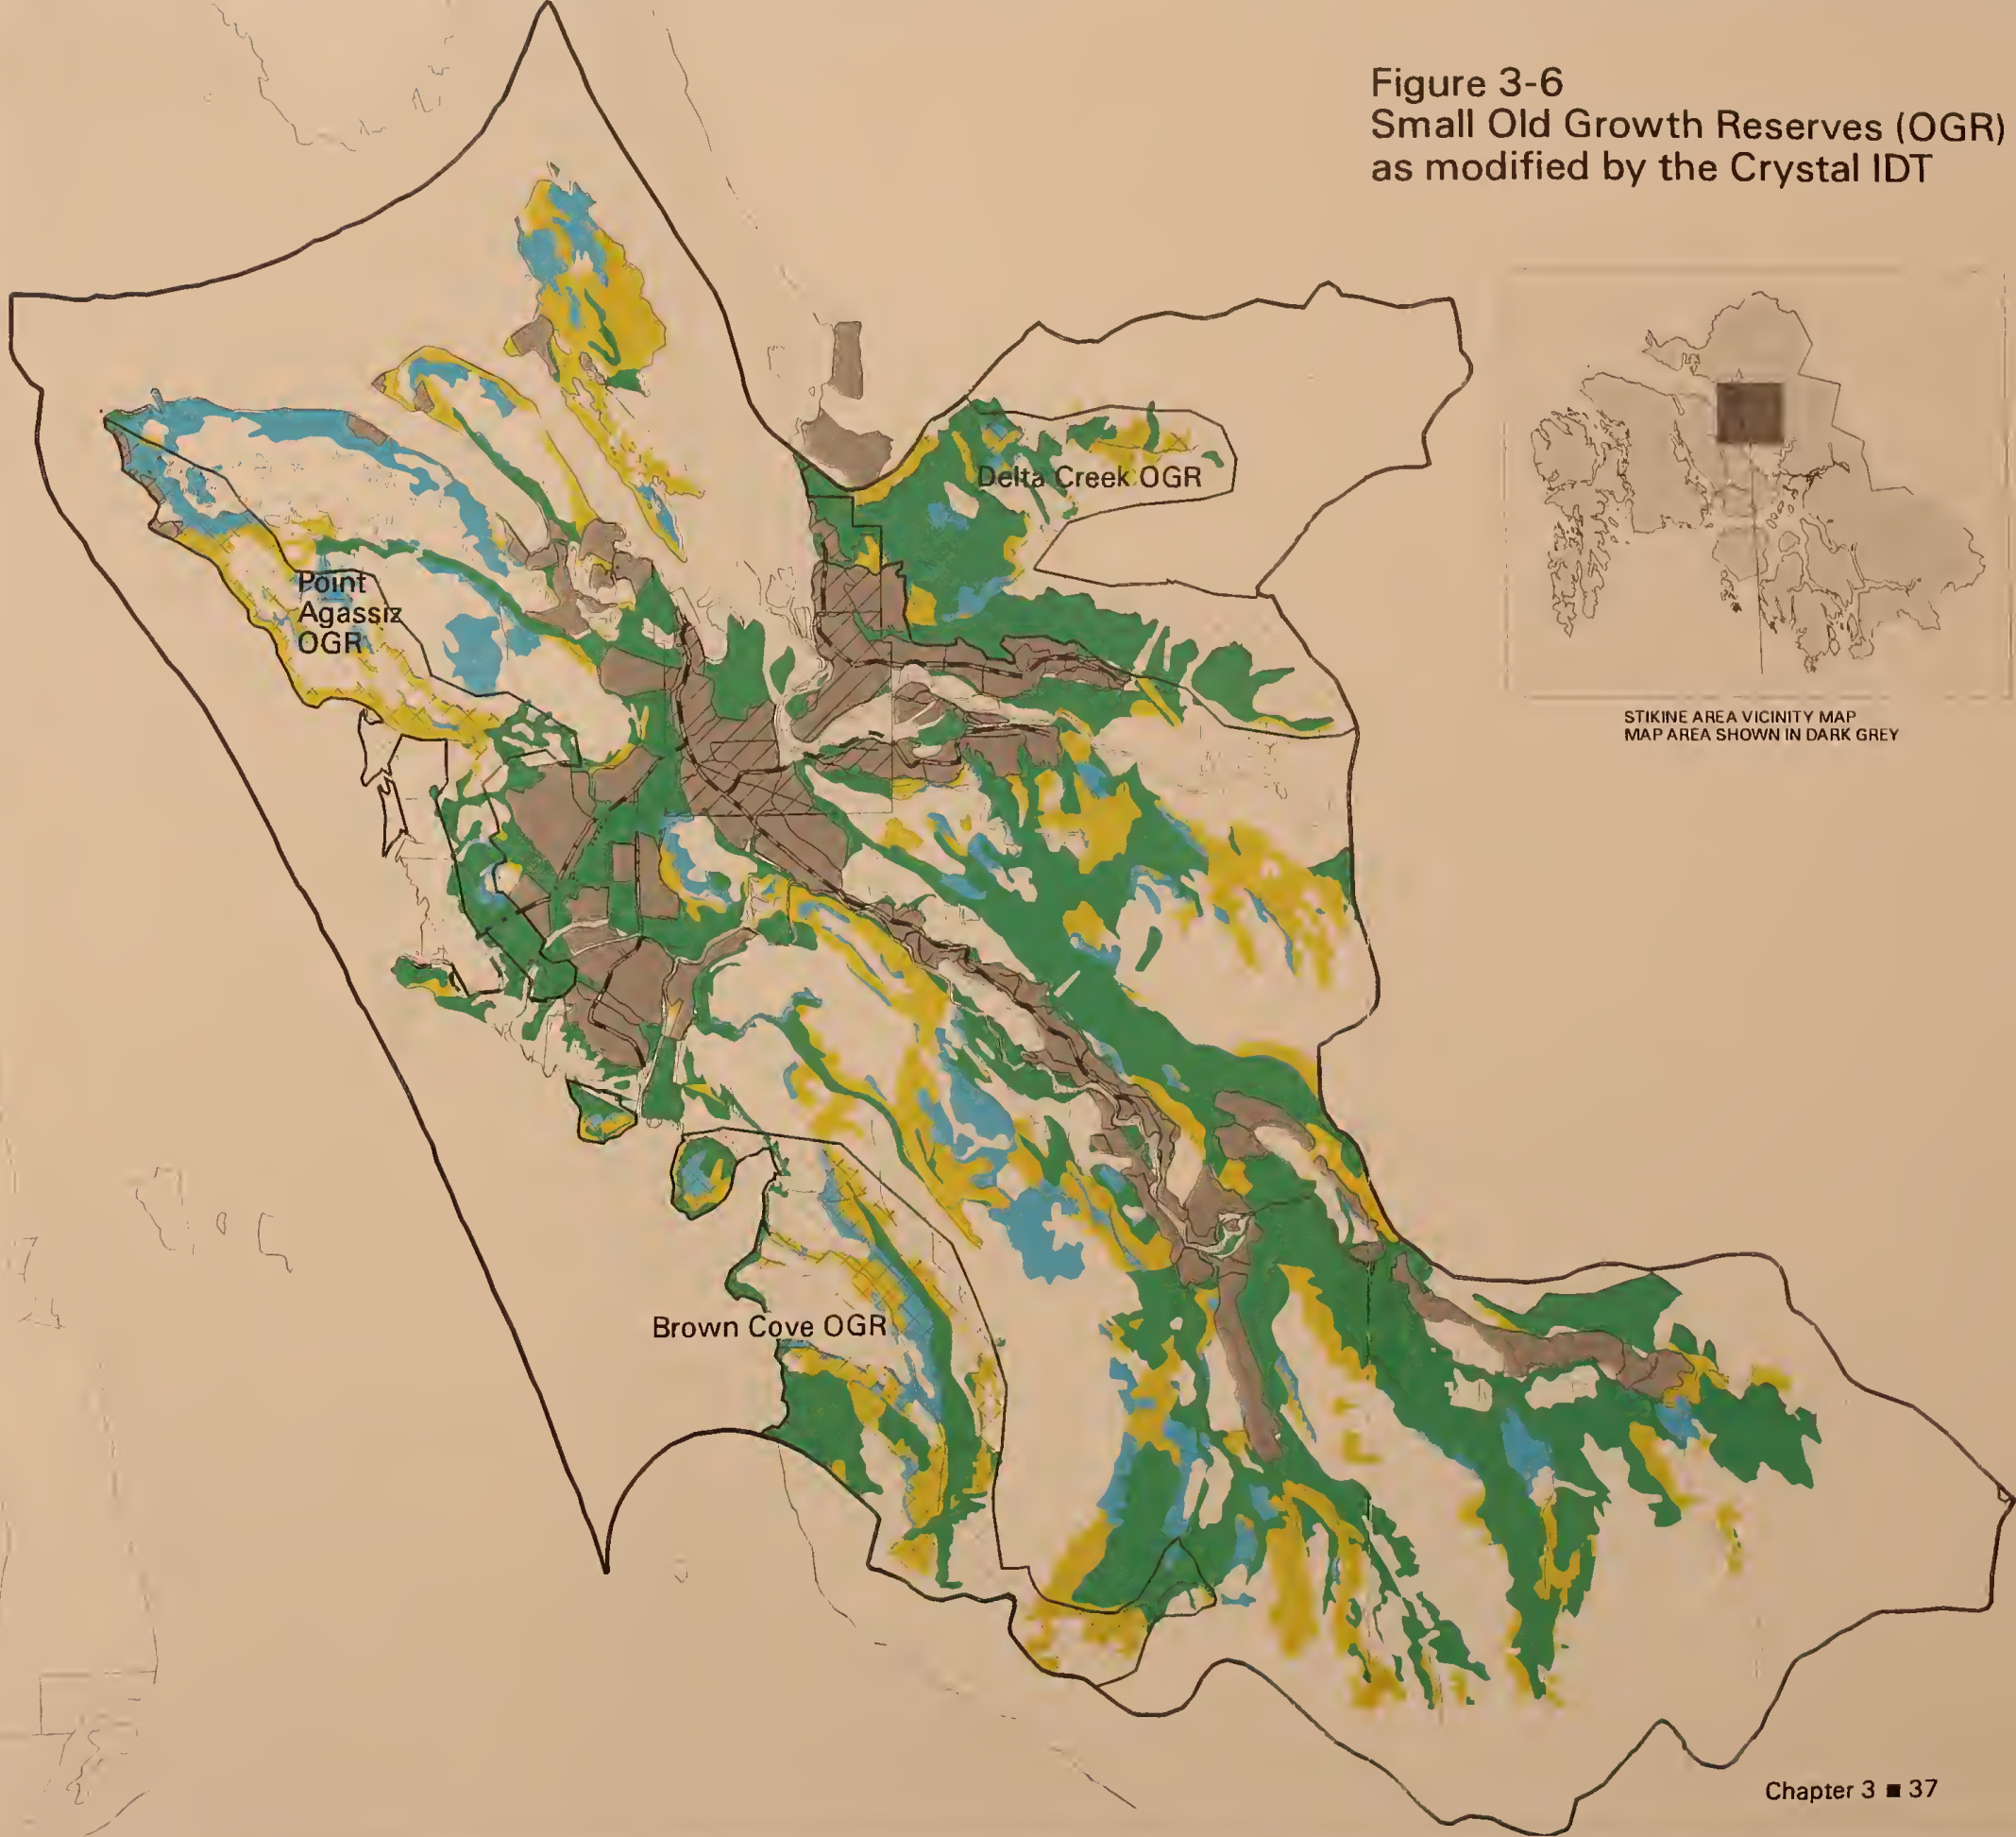 Figure 3-6
Small Old Growth Reserves (OGR)
as modified by the Crystal IDT
Delta Creek OGR
Point
Agassiz
OGR
STIKINE AREA VICINITY MAP
MAP AREA SHOWN IN DARK GREY
Brown Cove OGR
Chapter 3 ■ 37